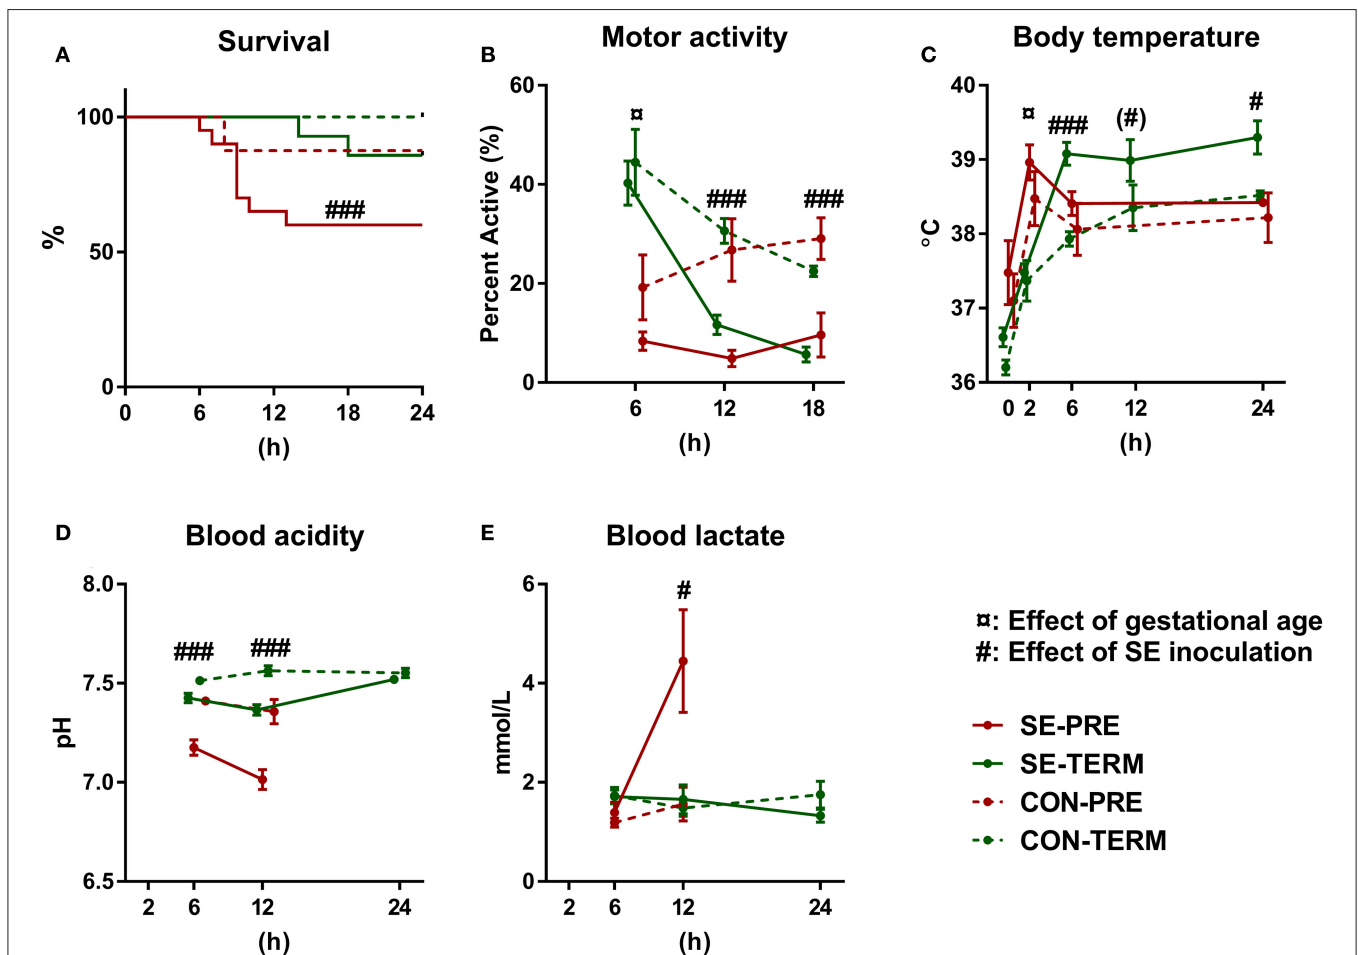 A
Survival
100
50
0
%
###
0 6 12 18 24
(h)
B
Motor activity
60
40
20
0
Percent Active (%)
¤
###
###
6 12 18
(h)
C
Body temperature
40
39
38
37
36
°C
¤
###
(#)
#
0 2 6 12 24
(h)
D
Blood acidity
8.0
7.5
7.0
6.5
pH
###
###
2 6 12 24
(h)
E
Blood lactate
6
4
2
0
mmol/L
#
2 6 12 24
(h)
¤: Effect of gestational age
#: Effect of SE inoculation
SE-PRE
SE-TERM
CON-PRE
CON-TERM